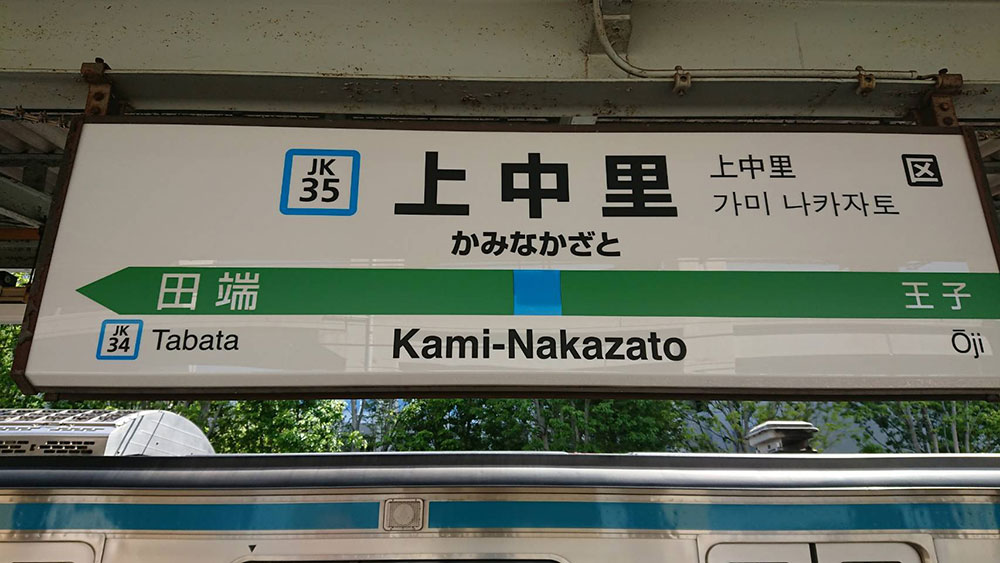 JK
35
上中里
かみなかざと
上中里
가미 나카자토
区
田端
王子
JK
34
Tabata
Kami-Nakazato
Ōji